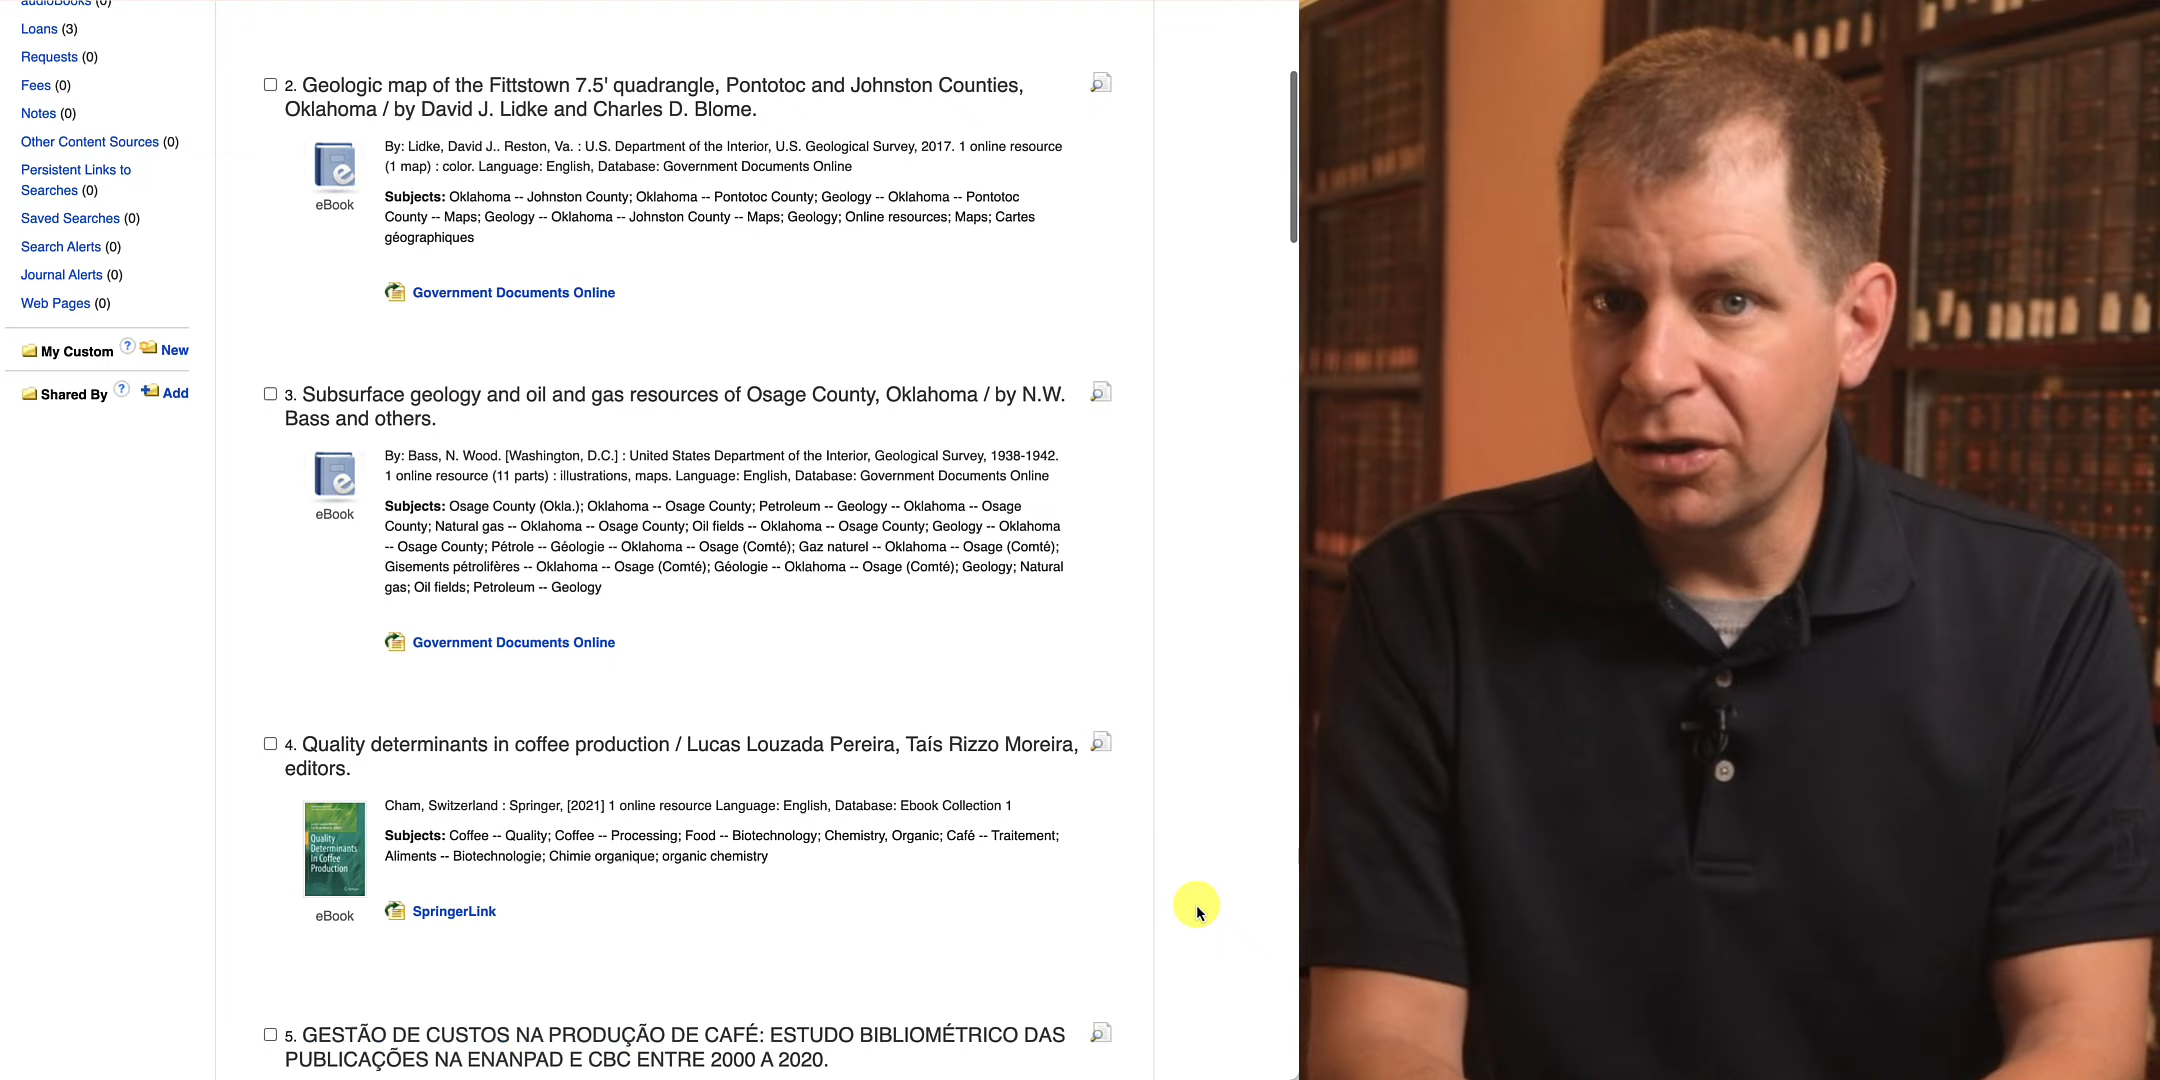 audioBooks (0)
Loans (3)
Requests (0)
Fees (0)
Notes (0)
Other Content Sources (0)
Persistent Links to
Searches (0)
Saved Searches (0)
Search Alerts (0)
Journal Alerts (0)
Web Pages (0)
My Custom ? New
Shared By ? Add
2. Geologic map of the Fittstown 7.5' quadrangle, Pontotoc and Johnston Counties,
Oklahoma / by David J. Lidke and Charles D. Blome.
By: Lidke, David J.. Reston, Va. : U.S. Department of the Interior, U.S. Geological Survey, 2017. 1 online resource
(1 map) : color. Language: English, Database: Government Documents Online
Subjects: Oklahoma -- Johnston County; Oklahoma -- Pontotoc County; Geology -- Oklahoma -- Pontotoc
County -- Maps; Geology -- Oklahoma -- Johnston County -- Maps; Geology; Online resources; Maps; Cartes
géographiques
eBook
Government Documents Online
3. Subsurface geology and oil and gas resources of Osage County, Oklahoma / by N.W.
Bass and others.
By: Bass, N. Wood. [Washington, D.C.] : United States Department of the Interior, Geological Survey, 1938-1942.
1 online resource (11 parts) : illustrations, maps. Language: English, Database: Government Documents Online
eBook
Subjects: Osage County (Okla.); Oklahoma -- Osage County; Petroleum -- Geology -- Oklahoma -- Osage
County; Natural gas -- Oklahoma -- Osage County; Oil fields -- Oklahoma -- Osage County; Geology -- Oklahoma
-- Osage County; Pétrole -- Géologie -- Oklahoma -- Osage (Comté); Gaz naturel -- Oklahoma -- Osage (Comté);
Gisements pétrolifères -- Oklahoma -- Osage (Comté); Géologie -- Oklahoma -- Osage (Comté); Geology; Natural
gas; Oil fields; Petroleum -- Geology
Government Documents Online
4. Quality determinants in coffee production / Lucas Louzada Pereira, Taís Rizzo Moreira,
editors.
Cham, Switzerland : Springer, [2021] 1 online resource Language: English, Database: Ebook Collection 1
Subjects: Coffee -- Quality; Coffee -- Processing; Food -- Biotechnology; Chemistry, Organic; Café -- Traitement;
Aliments -- Biotechnologie; Chimie organique; organic chemistry
Quality
Determinants
In Coffee
Production
eBook
SpringerLink
5. GESTÃO DE CUSTOS NA PRODUÇÃO DE CAFÉ: ESTUDO BIBLIOMÉTRICO DAS
PUBLICAÇÕES NA ENANPAD E CBC ENTRE 2000 A 2020.